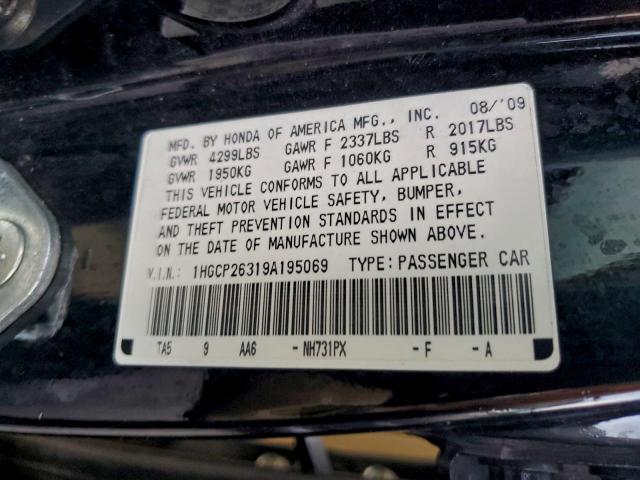 MFD. BY HONDA OF AMERICA MFG., INC. 08/'09
GVWR 4299LBS GAWR F 2337LBS R 2017LBS
GVWR 1950KG GAWR F 1060KG R 915KG
THIS VEHICLE CONFORMS TO ALL APPLICABLE
FEDERAL MOTOR VEHICLE SAFETY, BUMPER,
AND THEFT PREVENTION STANDARDS IN EFFECT
ON THE DATE OF MANUFACTURE SHOWN ABOVE.
V.I.N.: 1HGCP26319A195069 TYPE: PASSENGER CAR
TA5 9 AA6 -NH731PX -F -A